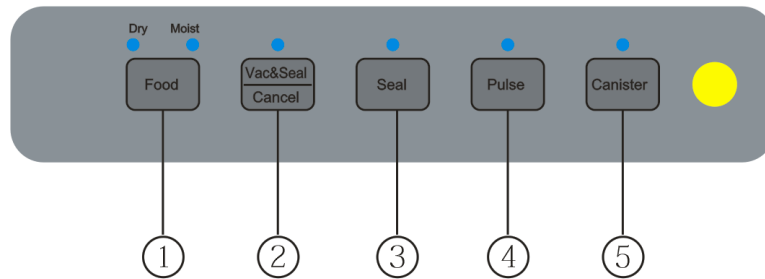 Dry Moist
Food
Vac&Seal
Cancel
Seal
Pulse
Canister
① ② ③ ④ ⑤